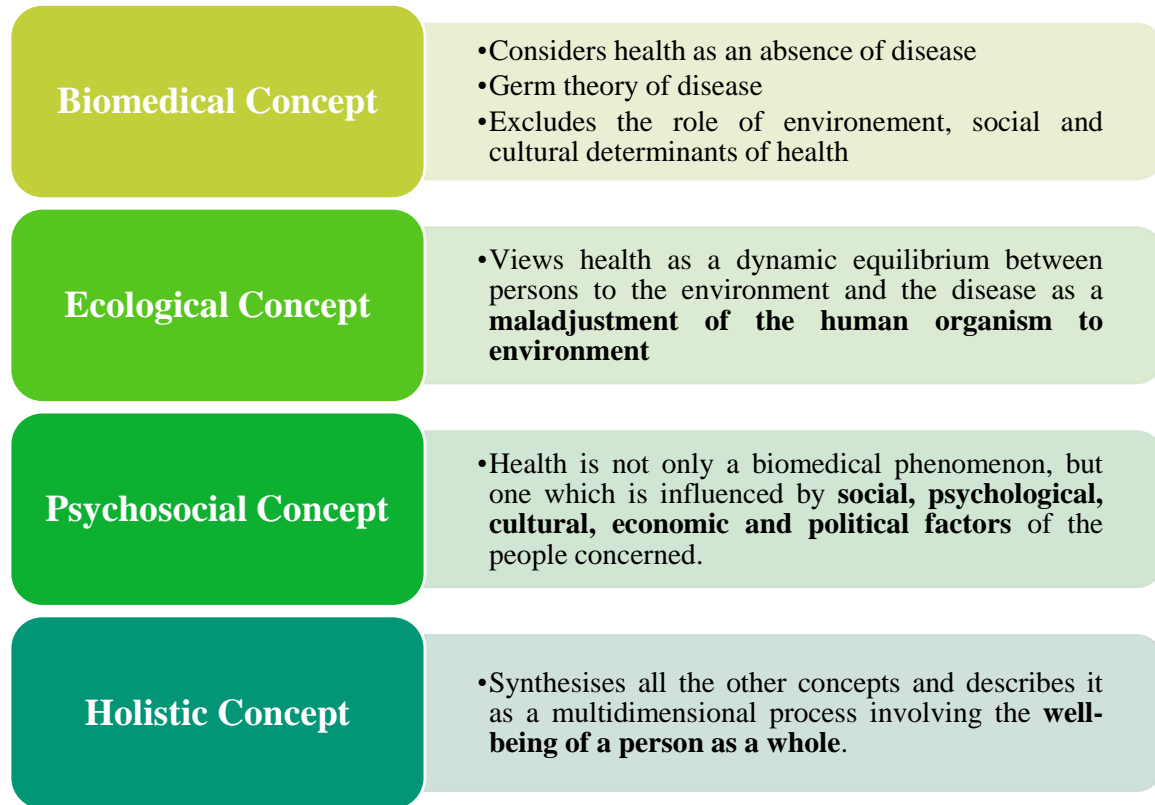 Biomedical Concept
•Considers health as an absence of disease
•Germ theory of disease
•Excludes the role of environement, social and
cultural determinants of health
Ecological Concept
•Views health as a dynamic equilibrium between
persons to the environment and the disease as a
maladjustment of the human organism to
environment
Psychosocial Concept
•Health is not only a biomedical phenomenon, but
one which is influenced by social, psychological,
cultural, economic and political factors of the
people concerned.
Holistic Concept
•Synthesises all the other concepts and describes it
as a multidimensional process involving the well-
being of a person as a whole.